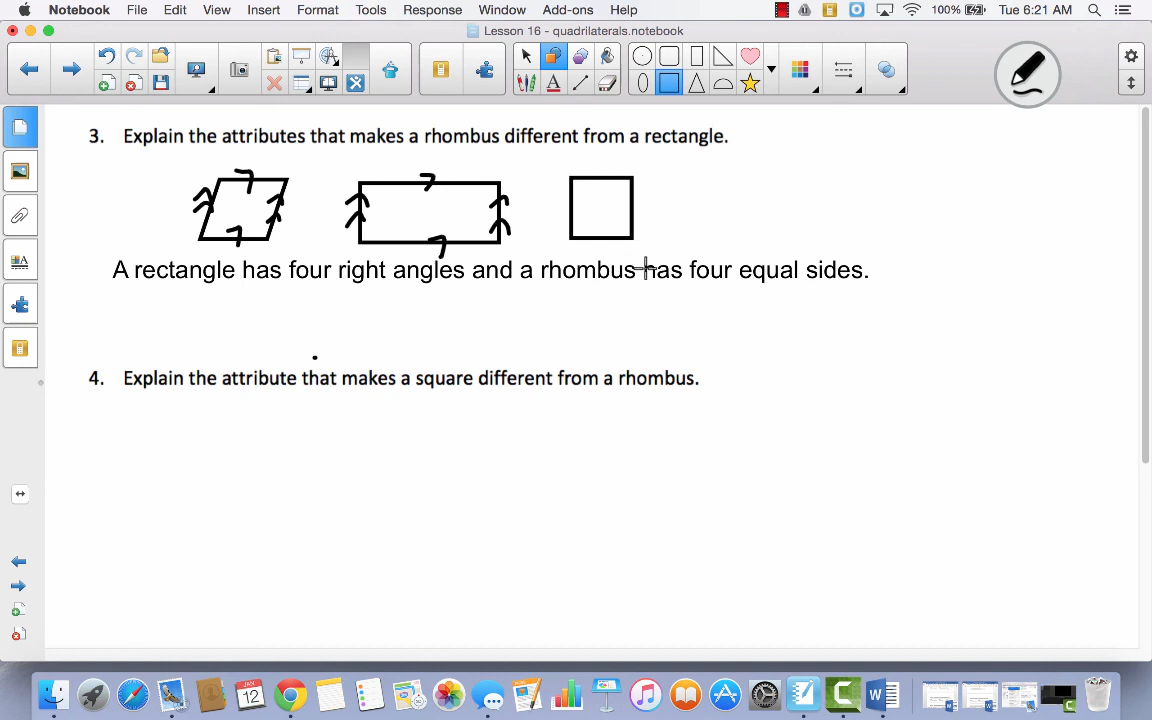 Notebook File Edit View Insert Format Tools Response Window Add-ons Help 100% Tue 6:21 AM
Lesson 16 - quadrilaterals.notebook
3. Explain the attributes that makes a rhombus different from a rectangle.
A rectangle has four right angles and a rhombus has four equal sides.
4. Explain the attribute that makes a square different from a rhombus.